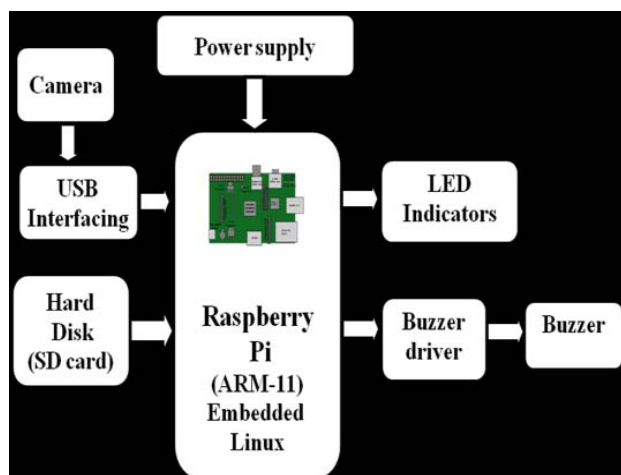 Power supply
Camera
USB
Interfacing
LED
Indicators
Hard
Disk
(SD card)
Raspberry
Pi
(ARM-11)
Embedded
Linux
Buzzer
driver
Buzzer